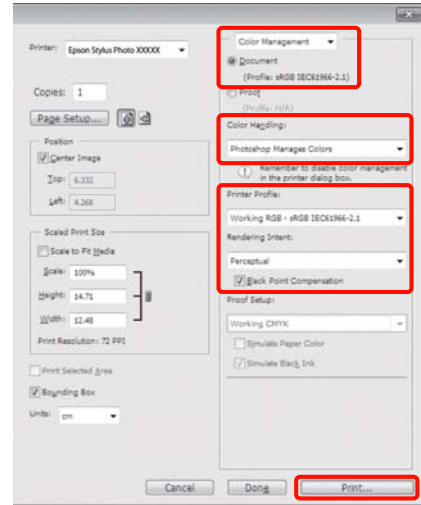 Printer: Epson Stylus Photo XXXXX
Copies: 1
Page Setup...
Position
Center Image
Top: 6.332
Left: 4.268
Scaled Print Size
Scale to Fit Media
Scale: 100%
Height: 14.71
Width: 12.48
Print Resolution: 72 PPI
Print Selected Area
Bounding Box
Units: cm
Color Management
Document
(Profile: sRGB IEC61966-2.1)
Proof
(Profile: N/A)
Color Handling:
Photoshop Manages Colors
Remember to disable color management
in the printer dialog box.
Printer Profile:
Working RGB - sRGB IEC61966-2.1
Rendering Intent:
Perceptual
Black Point Compensation
Proof Setup:
Working CMYK
Simulate Paper Color
Simulate Black Ink
Cancel
Done
Print...